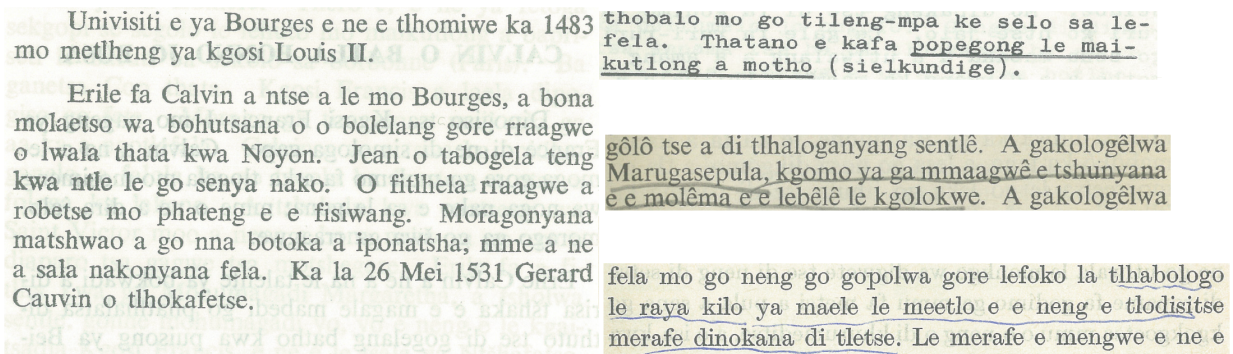 Univisiti e ya Bourges e ne e tlhomiwe ka 1483
mo metlheng ya kgosi Louis III.
Erile fa Calvin a ntse a le mo Bourges, a bona
molaetso wa bohutsana o o bolelang gore rraagwe
o lwala thata kwa Noyon. Jean o tabogela teng
kwa ntle le go senya nako. O fitlhela rraagwe a
robetse mo phateng e e fisiwang. Moragonyana
matshwao a go nna botoka a iponatsha; mme a ne
a sala nakonyana fela. Ka la 26 Mei 1531 Gerard
Cauvin o tlhokafetse.
thobalo mo go tileng-mpa ke selo sa le-
fela. Thatano e kafa popegong le mai-
kutlong a motho (sielkundige).
gôlô tse a di tlhaloganyang sentlê. A gakologêlwa
Marugasepula, kgomo ya ga mmaagwê e tshunyana
e e molêma e e lebêlê le kgolokwe. A gakologêlwa
fela mo go neng go gopolwa gore lefoko la tlhabologo
le raya kilo ya maele le meetlo e e neng e tlodisitse
merafe dinokana di tletse. Le merafe e mengwe e ne e